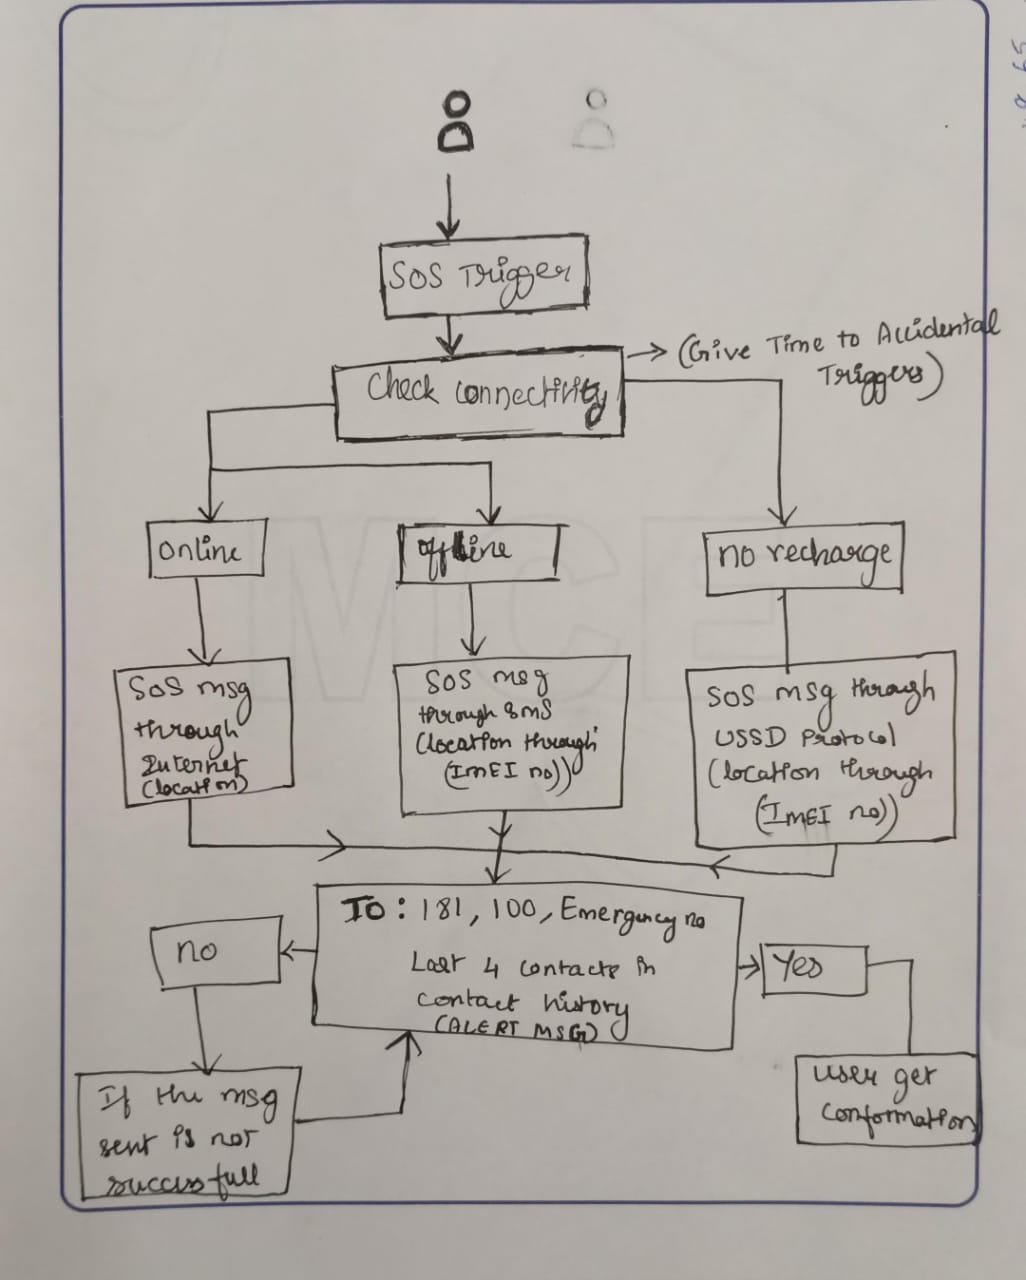 Do
Do
SOS Trigger
Check connectivity
(Give Time to Accidental
Triggers)
online
offline
no recharge
SOS msg
through
Internet
(location)
SOS msg
through SMS
(location through
(IMEI no))
SOS msg through
USSD Protocol
(location through
(IMEI no))
TO: 181, 100, Emergency no
Last 4 contacts in
contact history
(ALERT MSG)
no
Yes
If the msg
sent is not
successfull
user get
conformation
MCE